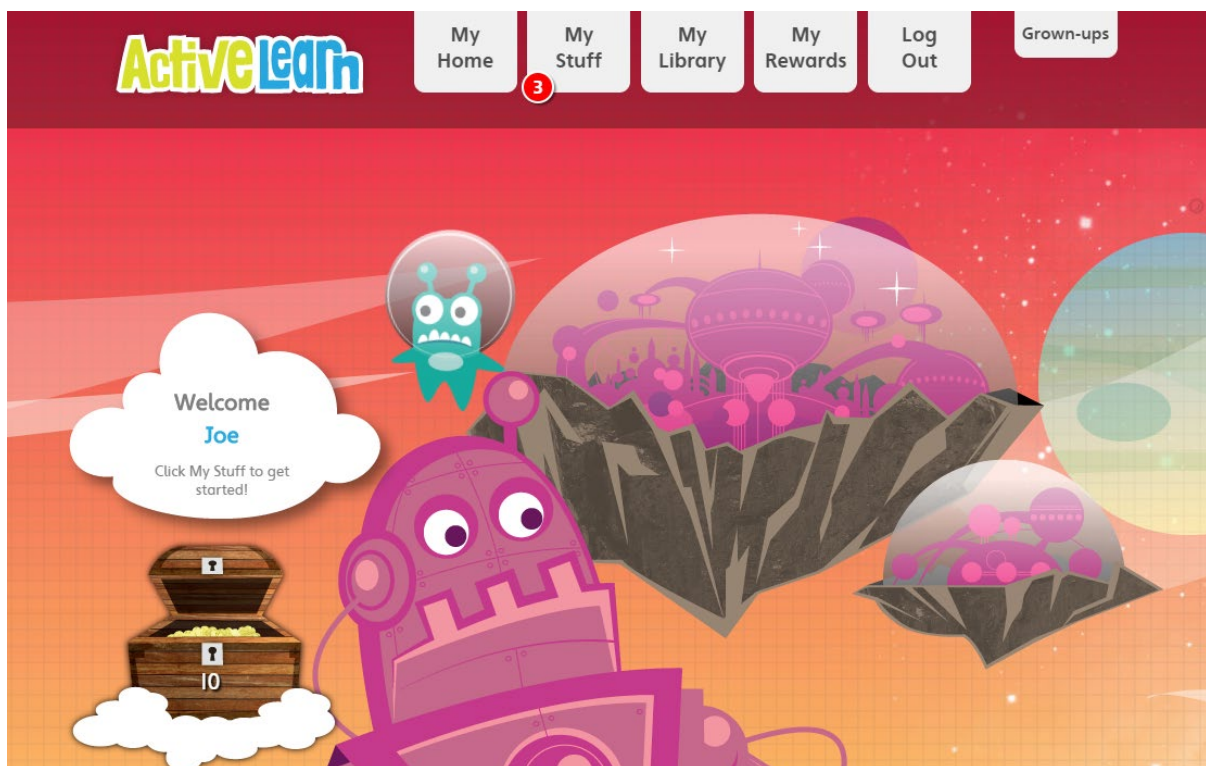 ActiveLearn
My
Home
My
Stuff
3
My
Library
My
Rewards
Log
Out
Grown-ups
Welcome
Joe
Click My Stuff to get
started!
10